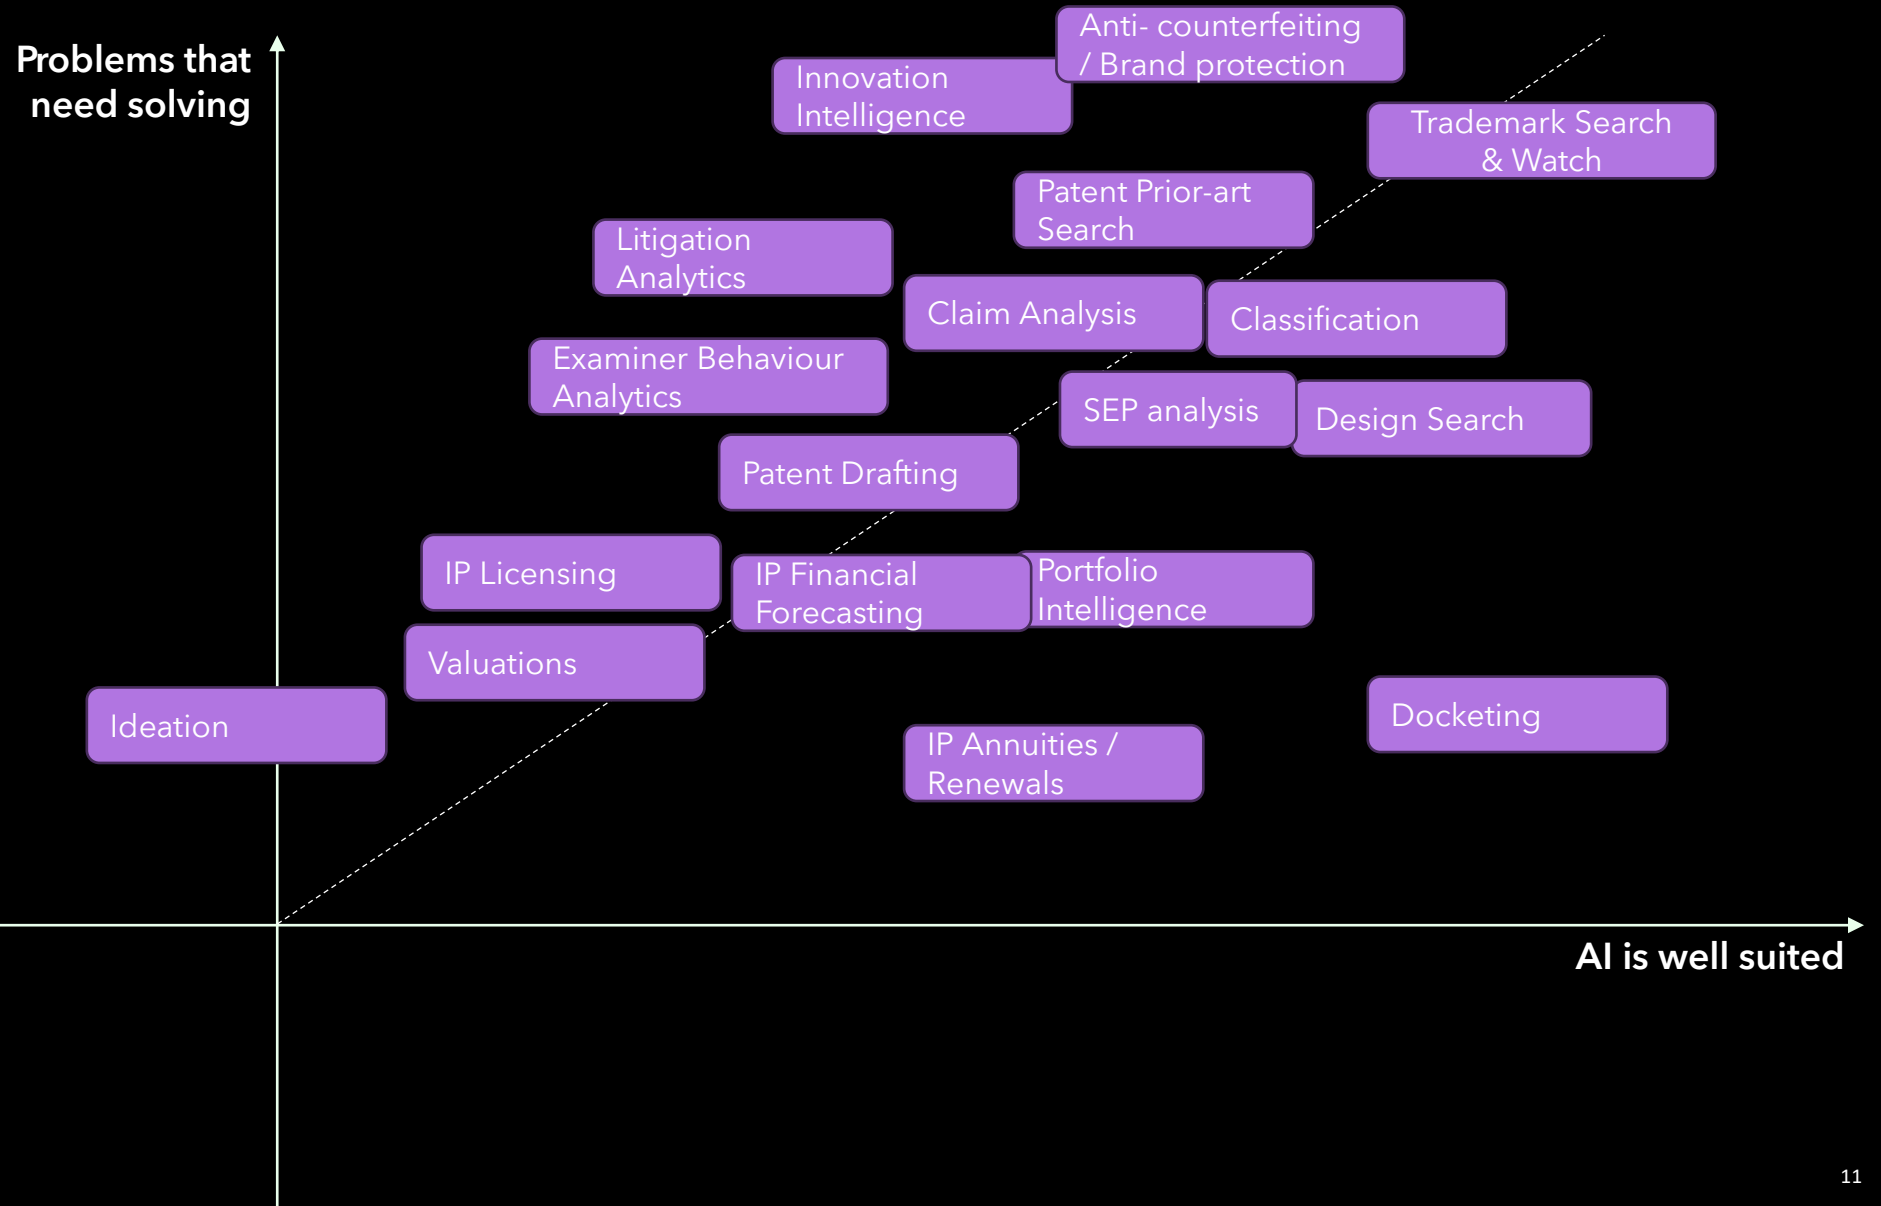 Problems that
need solving
Anti- counterfeiting
/ Brand protection
Innovation
Intelligence
Trademark Search
& Watch
Patent Prior-art
Search
Litigation
Analytics
Claim Analysis
Classification
Examiner Behaviour
Analytics
SEP analysis
Design Search
Patent Drafting
IP Licensing
IP Financial
Forecasting
Portfolio
Intelligence
Valuations
Ideation
Docketing
IP Annuities /
Renewals
AI is well suited
11